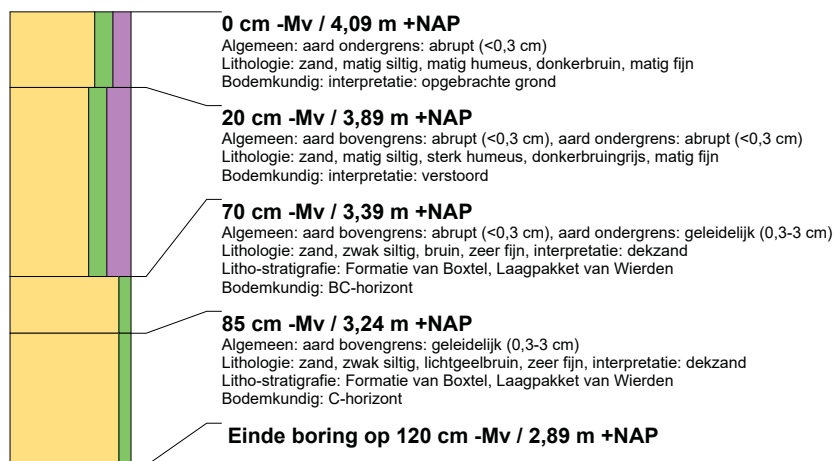 0 cm -Mv / 4,09 m +NAP
Algemeen: aard ondergrens: abrupt (<0,3 cm)
Lithologie: zand, matig siltig, matig humeus, donkerbruin, matig fijn
Bodemkundig: interpretatie: opgebrachte grond
20 cm -Mv / 3,89 m +NAP
Algemeen: aard bovengrens: abrupt (<0,3 cm), aard ondergrens: abrupt (<0,3 cm)
Lithologie: zand, matig siltig, sterk humeus, donkerbruingrijs, matig fijn
Bodemkundig: interpretatie: verstoord
70 cm -Mv / 3,39 m +NAP
Algemeen: aard bovengrens: abrupt (<0,3 cm), aard ondergrens: geleidelijk (0,3-3 cm)
Lithologie: zand, zwak siltig, bruin, zeer fijn, interpretatie: dekzand
Litho-stratigrafie: Formatie van Boxtel, Laagpakket van Wierden
Bodemkundig: BC-horizont
85 cm -Mv / 3,24 m +NAP
Algemeen: aard bovengrens: geleidelijk (0,3-3 cm)
Lithologie: zand, zwak siltig, lichtgeelbruin, zeer fijn, interpretatie: dekzand
Litho-stratigrafie: Formatie van Boxtel, Laagpakket van Wierden
Bodemkundig: C-horizont
Einde boring op 120 cm -Mv / 2,89 m +NAP